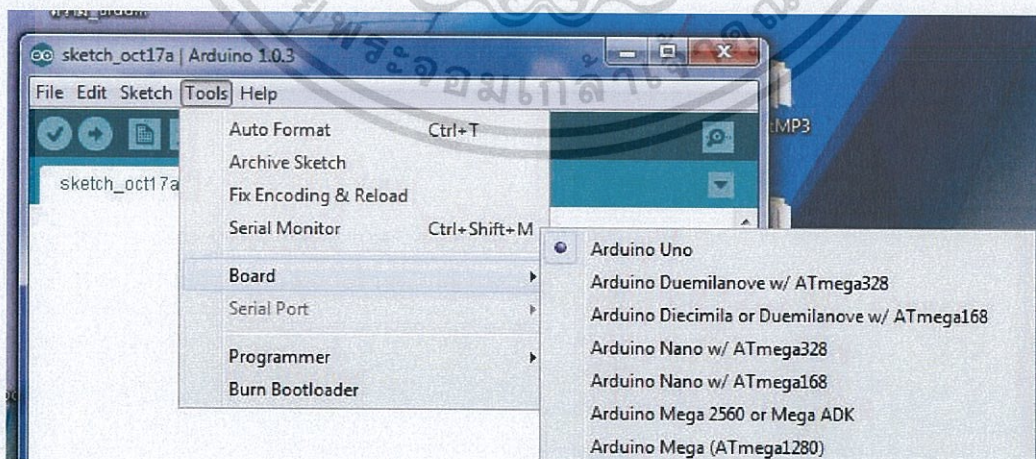 sketch_oct17a | Arduino 1.0.3
File Edit Sketch Tools Help
MP3
sketch_oct17a
Auto Format Ctrl+T
Archive Sketch
Fix Encoding & Reload
Serial Monitor Ctrl+Shift+M
Board
Serial Port
Programmer
Burn Bootloader
Arduino Uno
Arduino Duemilanove w/ ATmega328
Arduino Diecimila or Duemilanove w/ ATmega168
Arduino Nano w/ ATmega328
Arduino Nano w/ ATmega168
Arduino Mega 2560 or Mega ADK
Arduino Mega (ATmega1280)